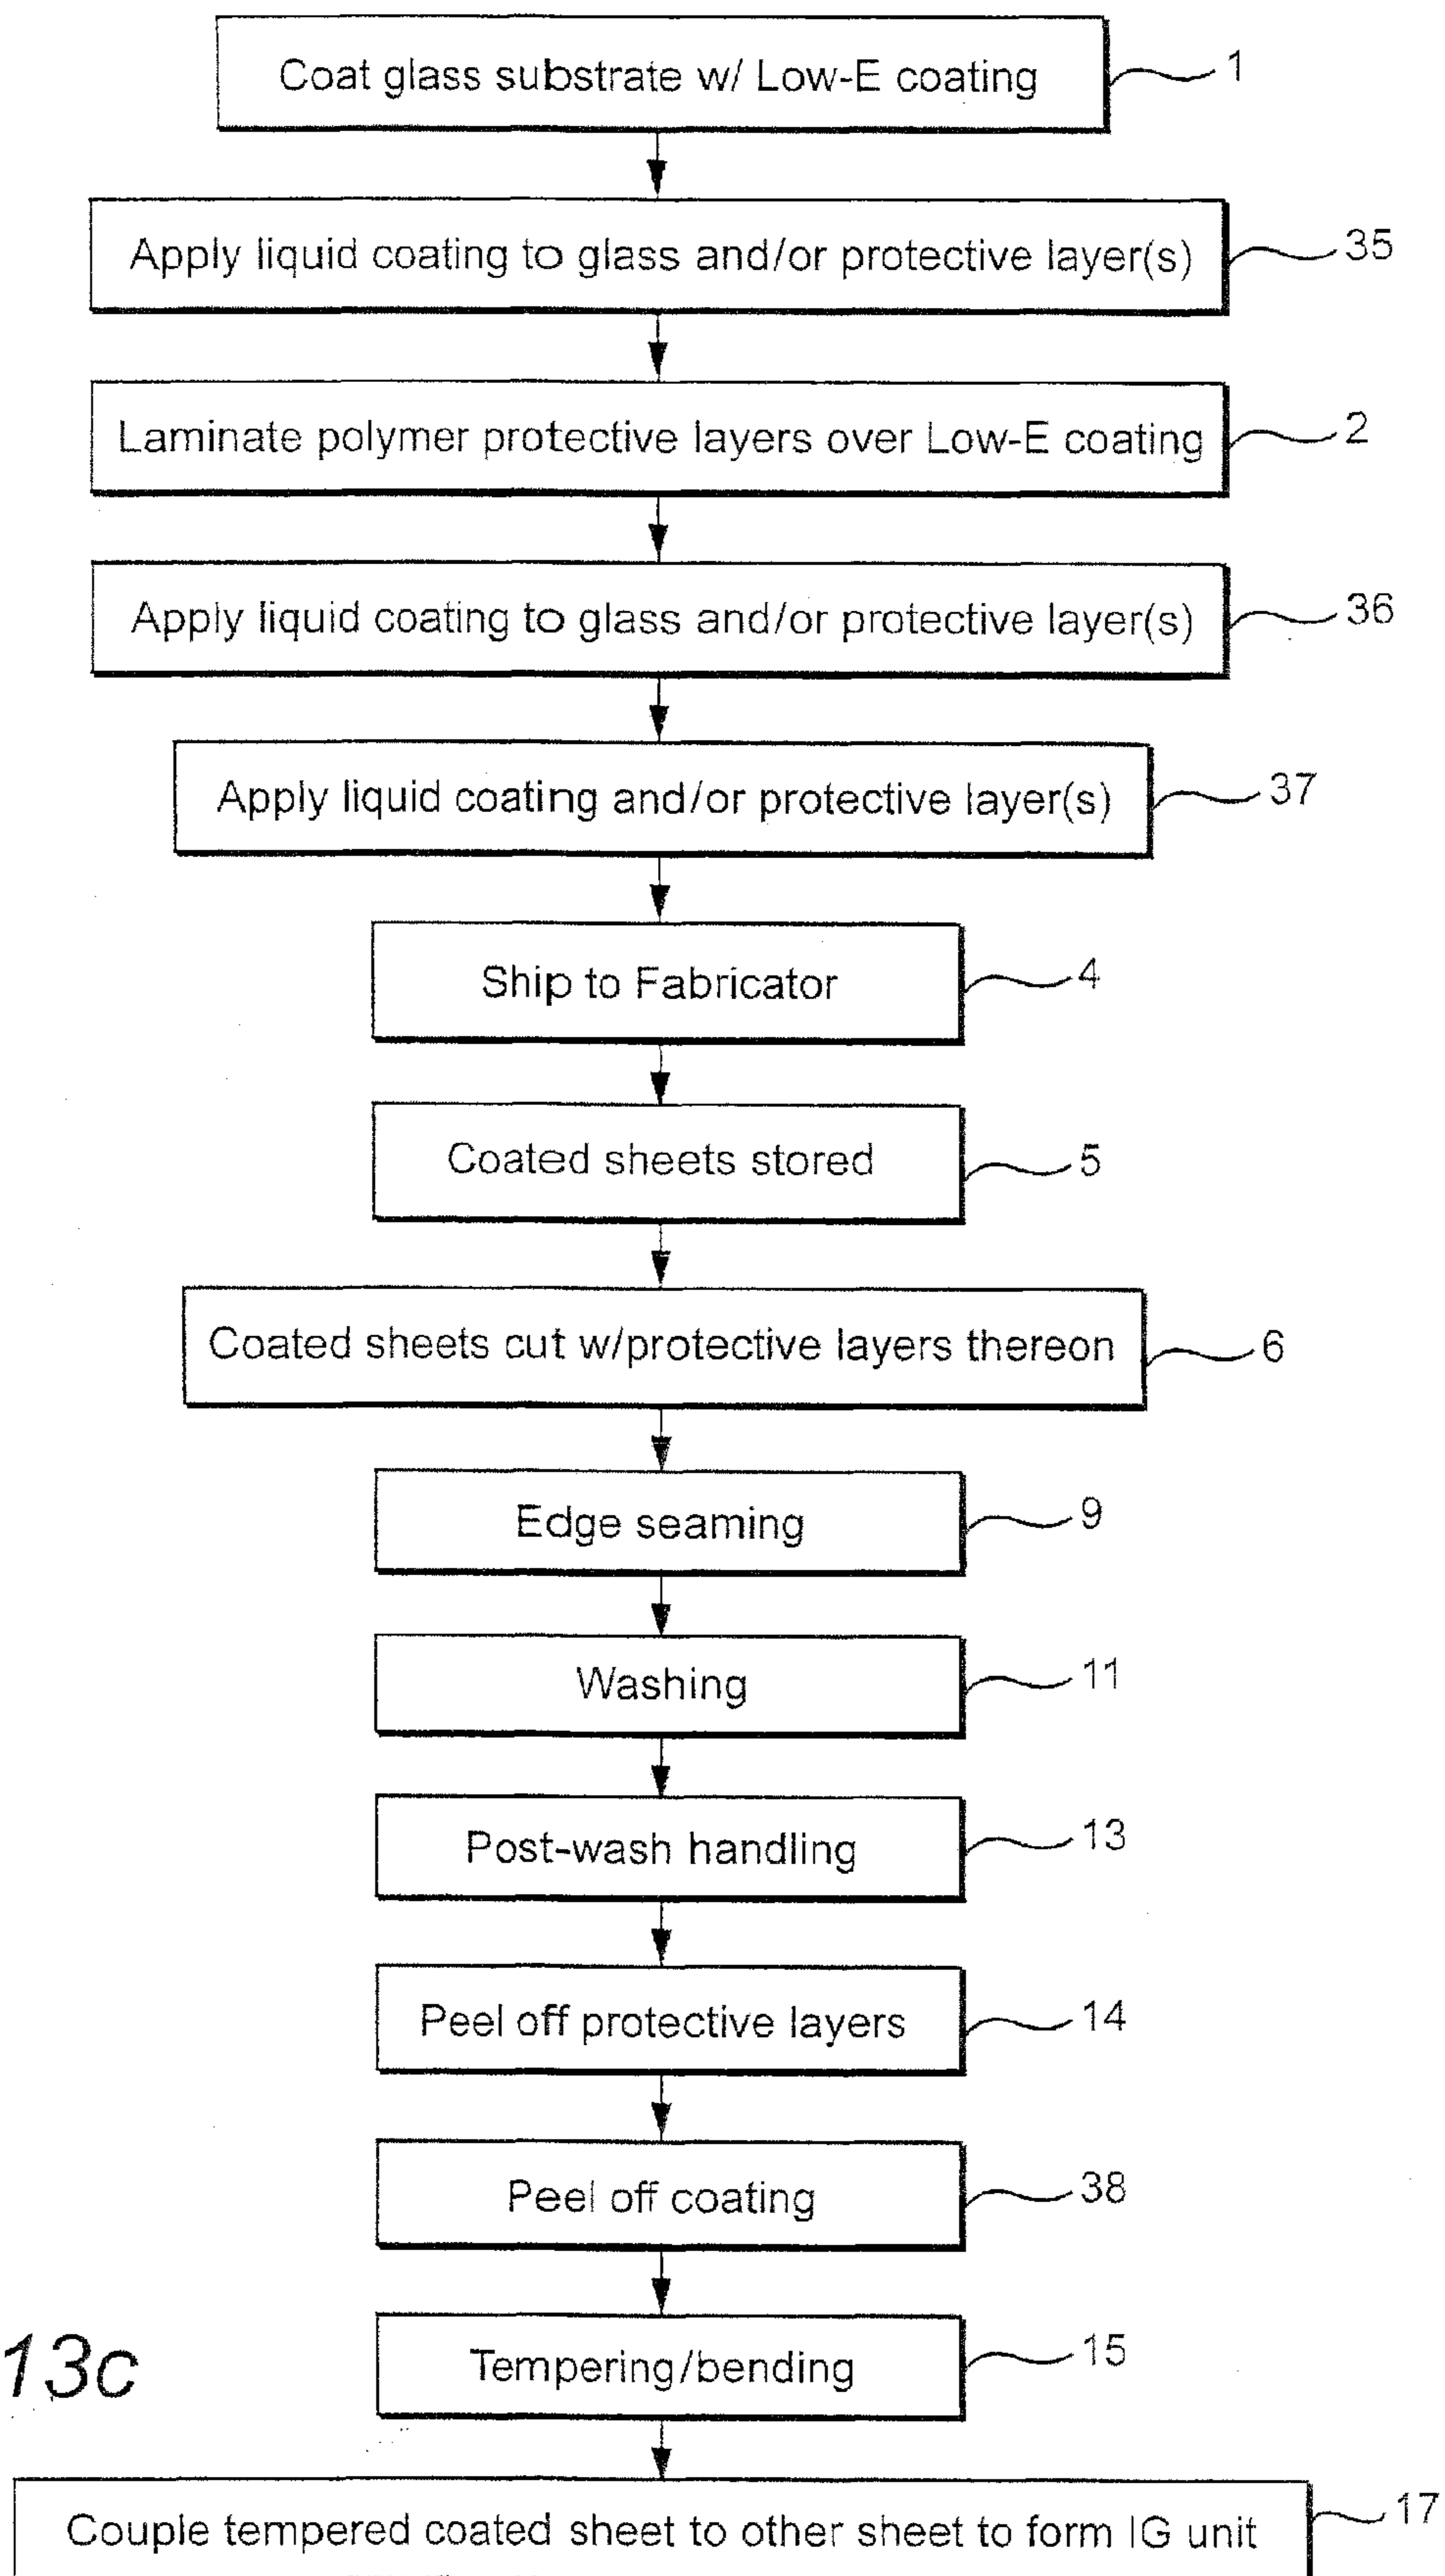 Coat glass substrate w/ Low-E coating
1
Apply liquid coating to glass and/or protective layer(s)
35
Laminate polymer protective layers over Low-E coating
2
Apply liquid coating to glass and/or protective layer(s)
36
Apply liquid coating and/or protective layer(s)
37
Ship to Fabricator
4
Coated sheets stored
5
Coated sheets cut w/protective layers thereon
6
Edge seaming
9
Washing
11
Post-wash handling
13
Peel off protective layers
14
Peel off coating
38
Tempering/bending
15
13c
Couple tempered coated sheet to other sheet to form IG unit
17